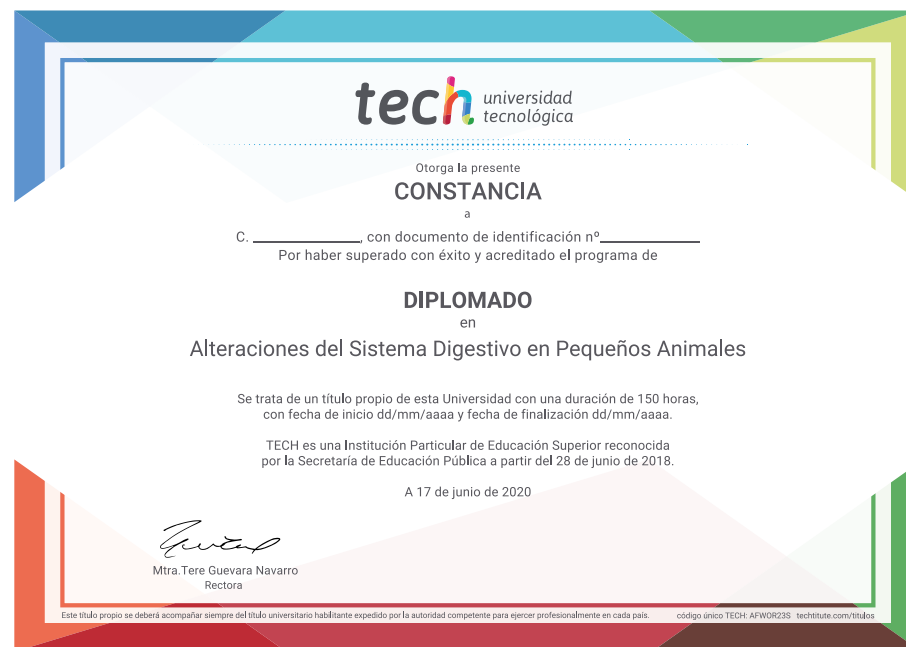 tech universidad
tecnológica
Otorga la presente
CONSTANCIA
a
C. ____________, con documento de identificación nº____________
Por haber superado con éxito y acreditado el programa de
DIPLOMADO
en
Alteraciones del Sistema Digestivo en Pequeños Animales
Se trata de un título propio de esta Universidad con una duración de 150 horas,
con fecha de inicio dd/mm/aaaa y fecha de finalización dd/mm/aaaa.
TECH es una Institución Particular de Educación Superior reconocida
por la Secretaría de Educación Pública a partir del 28 de junio de 2018.
A 17 de junio de 2020
Mtra.Tere Guevara Navarro
Rectora
Este título propio se deberá acompañar siempre del título universitario habilitante expedido por la autoridad competente para ejercer profesionalmente en cada país. código único TECH: AFWOR23S techtitute.com/titulos